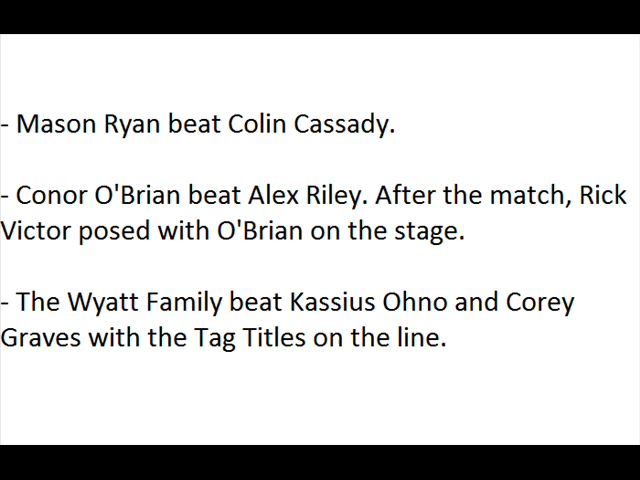 - Mason Ryan beat Colin Cassady.
- Conor O'Brian beat Alex Riley. After the match, Rick
Victor posed with O'Brian on the stage.
- The Wyatt Family beat Kassius Ohno and Corey
Graves with the Tag Titles on the line.